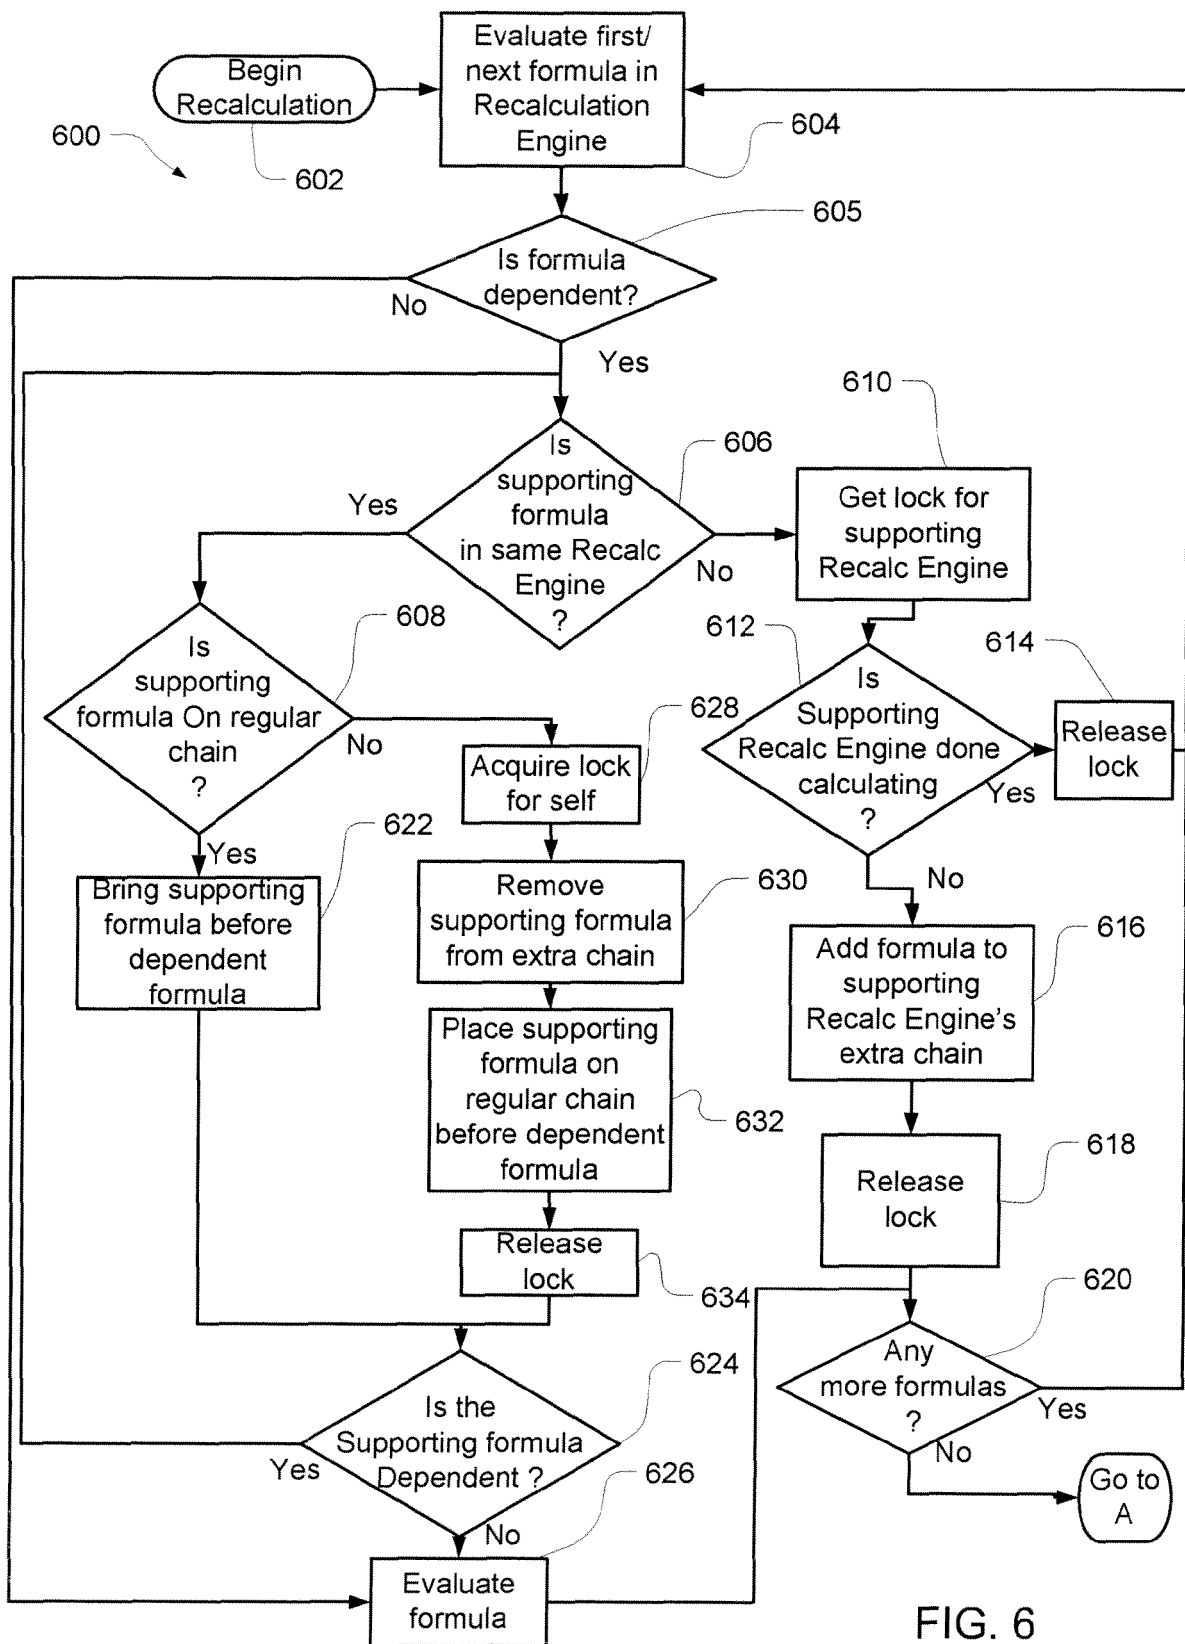 Evaluate first/
next formula in
Recalculation
Engine
Begin
Recalculation
600
602
604
605
Is formula
dependent?
No
Yes
610
606
Is
supporting
formula
in same Recalc
Engine
?
Yes
No
Get lock for
supporting
Recalc Engine
608
Is
supporting
formula On regular
chain
?
No
Yes
612
614
Is
Supporting
Recalc Engine done
calculating
?
Yes
No
Release
lock
628
Acquire lock
for self
622
Bring supporting
formula before
dependent
formula
630
Remove
supporting formula
from extra chain
616
Add formula to
supporting
Recalc Engine's
extra chain
Place supporting
formula on
regular chain
before dependent
formula
632
618
Release
lock
Release
lock
634
620
Any
more formulas
?
Yes
No
624
Is the
Supporting formula
Dependent ?
Yes
No
626
Go to
A
Evaluate
formula
FIG. 6